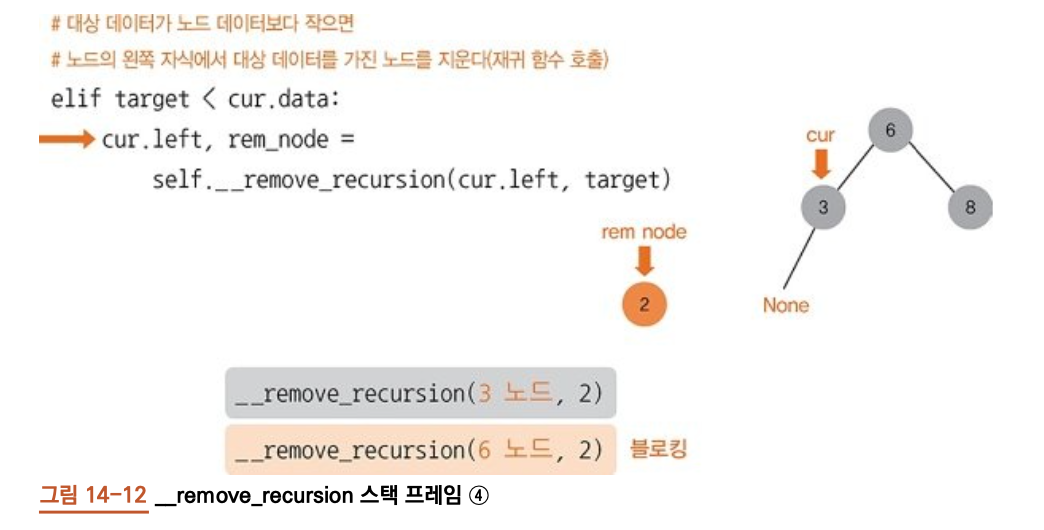 # 대상 데이터가 노드 데이터보다 작으면
# 노드의 왼쪽 자식에서 대상 데이터를 가진 노드를 지운다(재귀 함수 호출)
elif target < cur.data:
cur.left, rem_node =
self.__remove_recursion(cur.left, target)
cur
6
3
8
rem node
2
None
__remove_recursion(3 노드, 2)
__remove_recursion(6 노드, 2) 블로킹
그림 14-12 __remove_recursion 스택 프레임 ④